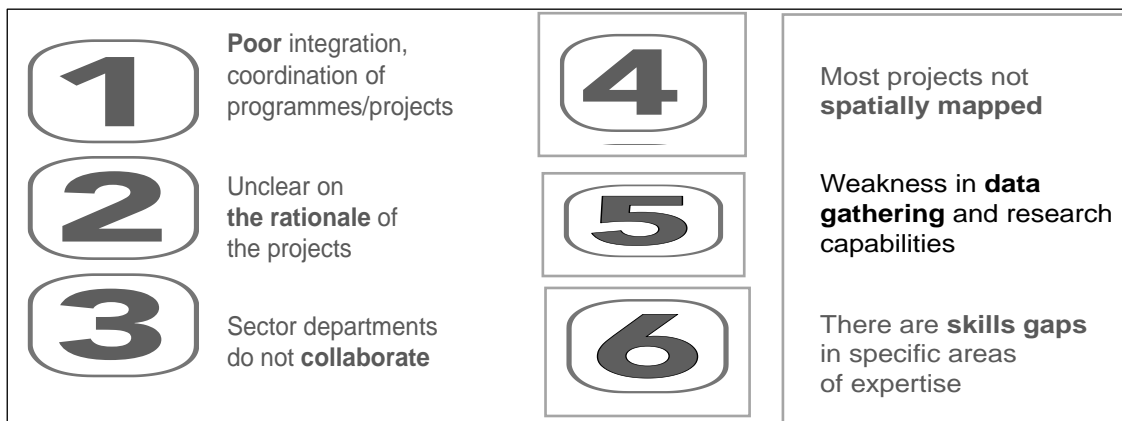 1
Poor integration,
coordination of
programmes/projects
2
Unclear on
the rationale of
the projects
3
Sector departments
do not collaborate
4
Most projects not
spatially mapped
5
Weakness in data
gathering and research
capabilities
6
There are skills gaps
in specific areas
of expertise